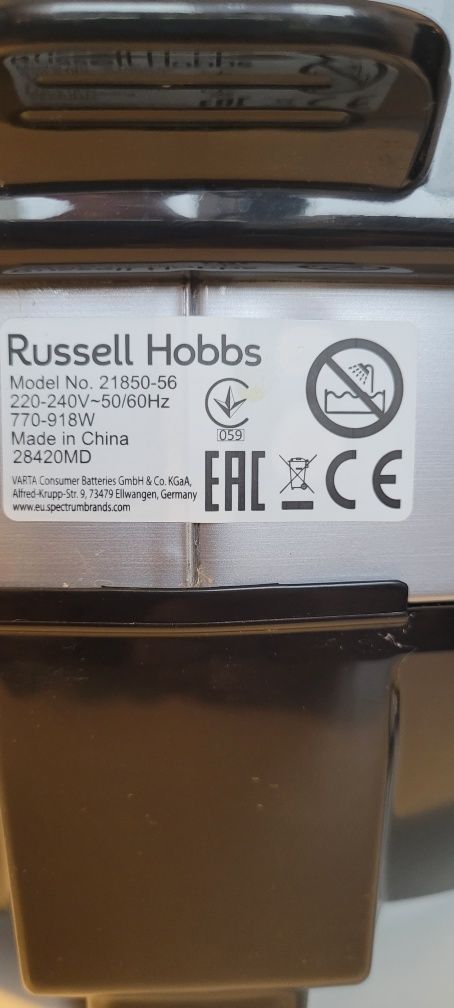 Russell Hobbs
Model No. 21850-56
220-240V~50/60Hz
770-918W
Made in China
28420MD
059
VARTA Consumer Batteries GmbH & Co. KGaA,
Alfred-Krupp-Str. 9, 73479 Ellwangen, Germany
www.eu.spectrumbrands.com
EAC CE